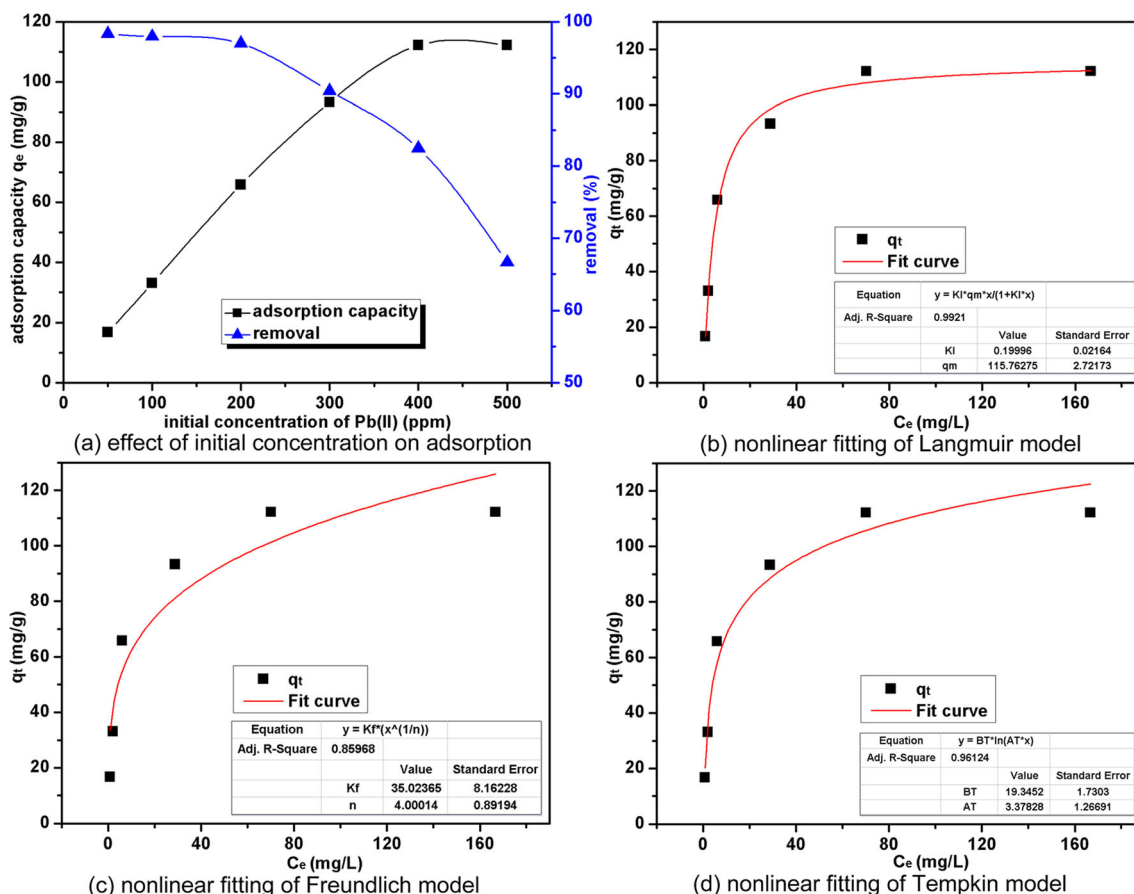 adsorption capacity qe (mg/g)
120
100
80
60
40
20
0
100
90
80
70
60
50
removal (%)
adsorption capacity
removal
0 100 200 300 400 500
initial concentration of Pb(II) (ppm)
(a) effect of initial concentration on adsorption
qt (mg/g)
120
100
80
60
40
20
0
qt
Fit curve
Equation y = Kl*qm*x/(1+Kl*x)
Adj. R-Square 0.9921
Value Standard Error
Kl 0.19996 0.02164
qm 115.76275 2.72173
0 40 80 120 160
Ce (mg/L)
(b) nonlinear fitting of Langmuir model
qt (mg/g)
120
100
80
60
40
20
0
qt
Fit curve
Equation y = Kf*(x^(1/n))
Adj. R-Square 0.85968
Value Standard Error
Kf 35.02365 8.16228
n 4.00014 0.89194
0 40 80 120 160
Ce (mg/L)
(c) nonlinear fitting of Freundlich model
qt (mg/g)
120
100
80
60
40
20
0
qt
Fit curve
Equation y = BT*ln(AT*x)
Adj. R-Square 0.96124
Value Standard Error
BT 19.3452 1.7303
AT 3.37828 1.26691
0 40 80 120 160
Ce (mg/L)
(d) nonlinear fitting of Tempkin model